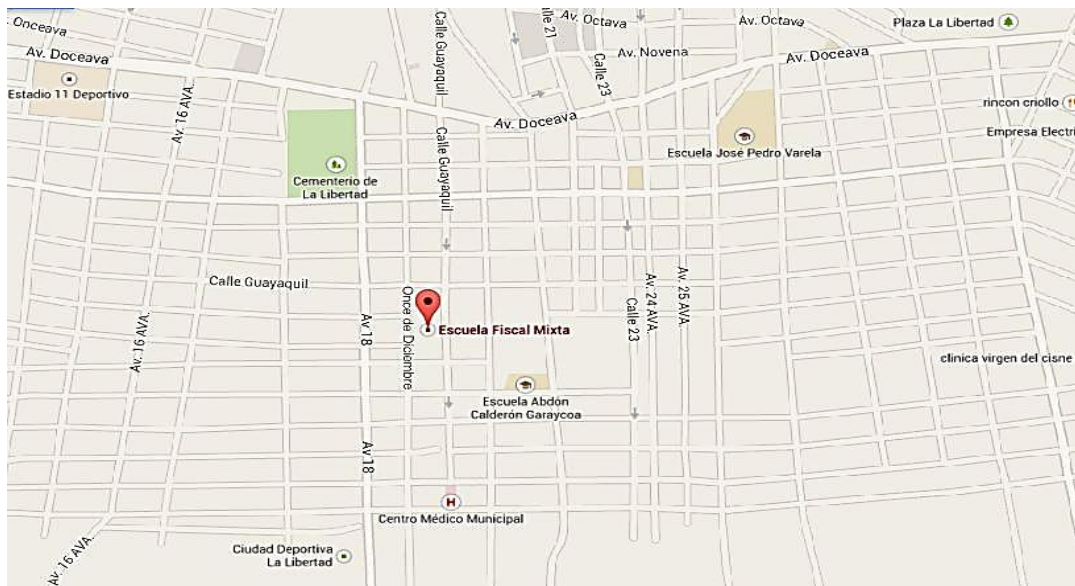 Av. Onceava
Calle Guayaquil
Calle 21
Av. Octava
Av. Octava
Plaza La Libertad
Av. Doceava
Av. Novena
Av. Doceava
Calle 23
Estadio 11 Deportivo
Av. 16 AVA.
rincon criollo
Av. Doceava
Calle Guayaquil
Empresa Electri
Escuela José Pedro Varela
Cementerio de
La Libertad
Calle Guayaquil
Once de Diciembre
Av. 24 AVA.
Av. 25 AVA.
Calle 23
Av. 16 AVA.
Av 18
Escuela Fiscal Mixta
clinica virgen del cisne
Escuela Abdón
Calderón Garaycoa
Av 18
Centro Médico Municipal
Av. 16 AVA.
Ciudad Deportiva
La Libertad